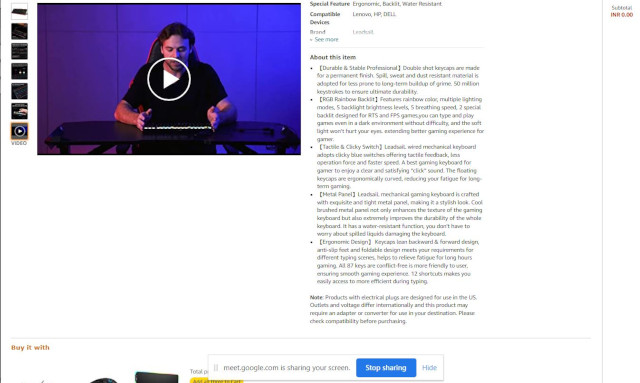 Special Feature Ergonomic, Backlit, Water Resistant
Subtotal
INR 0.00
Compatible Lenovo, HP, DELL
Devices
Brand Leadsail
See more
About this item
• 【Durable & Stable Professional】Double shot keycaps are made
for a permanent finish. Spill, sweat and dust resistant material is
adopted for less prone to long-term buildup of grime. 50 million
keystrokes to ensure ultimate durability.
• 【RGB Rainbow Backlit】Features rainbow color, multiple lighting
modes, 5 backlight brightness levels, 5 breathing speed, 2 special
backlit designed for RTS and FPS games,you can type and play
games even in a dark environment without difficulty, and the soft
light won't hurt your eyes, extending better gaming experience for
gamer.
• 【Tactile & Clicky Switch】Leadsail, wired mechanical keyboard
adopts clicky blue switches offering tactile feedback, less
operation force and faster speed. A best gaming keyboard for
gamer to enjoy a clear and satisfying "click" sound. The floating
keycaps are ergonomically curved, reducing your fatigue for long-
term gaming.
• 【Metal Panel】Leadsail, mechanical gaming keyboard is crafted
with exquisite and tight metal panel, making it a stylish look. Cool
brushed metal panel not only enhances the texture of the gaming
keyboard but also extremely improves the durability of the whole
keyboard. It has a water-resistant function, you don't have to
worry about spilled liquids damaging the keyboard.
• 【Ergonomic Design】Keycaps lean backward & forward design,
anti-slip feet and foldable design meets your requirements for
different typing scenes, helps to relieve fatigue for long hours
gaming. All 87 keys are conflict-free is more friendly to user,
ensuring smooth gaming experience. 12 shortcuts makes you
easily access to more efficient during typing.
Note: Products with electrical plugs are designed for use in the US.
Outlets and voltage differ internationally and this product may
require an adapter or converter for use in your destination. Please
check compatibility before purchasing.
VIDEO
Buy it with
Total p
meet.google.com is sharing your screen.
Stop sharing
Hide